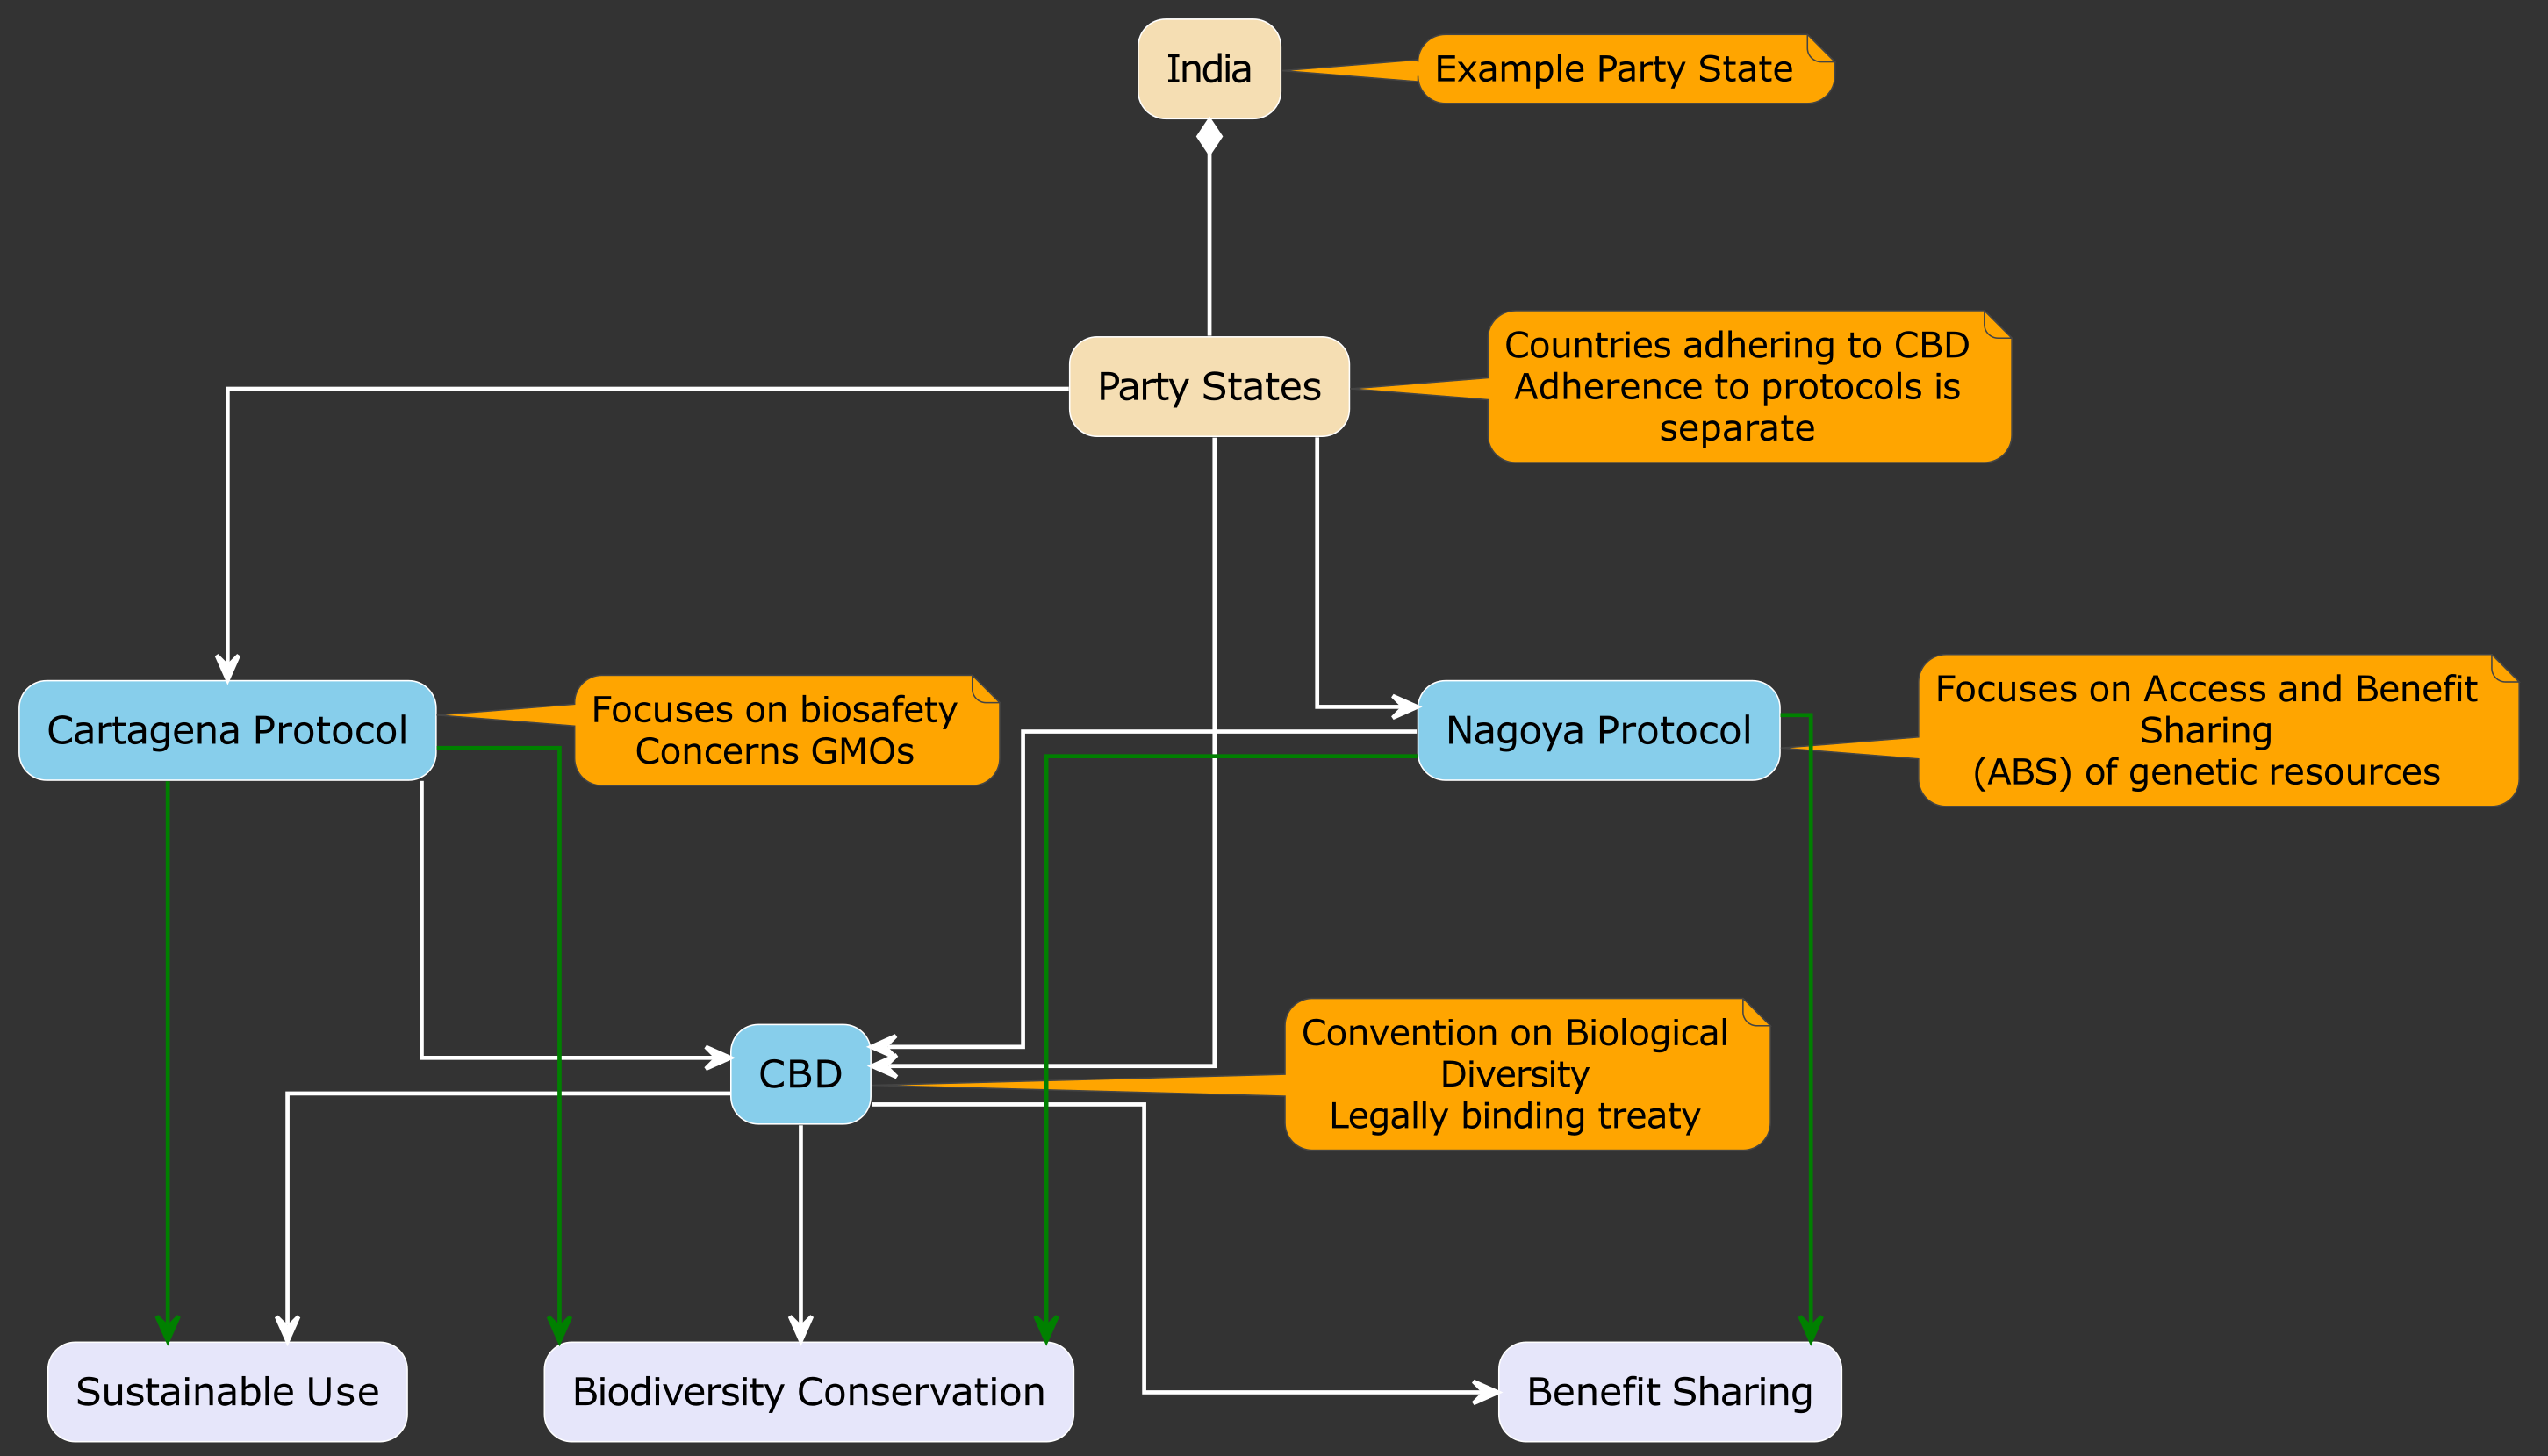 India
Example Party State
Party States
Countries adhering to CBD
Adherence to protocols is
separate
Cartagena Protocol
Focuses on biosafety
Concerns GMOs
Nagoya Protocol
Focuses on Access and Benefit
Sharing
(ABS) of genetic resources
CBD
Convention on Biological
Diversity
Legally binding treaty
Sustainable Use
Biodiversity Conservation
Benefit Sharing